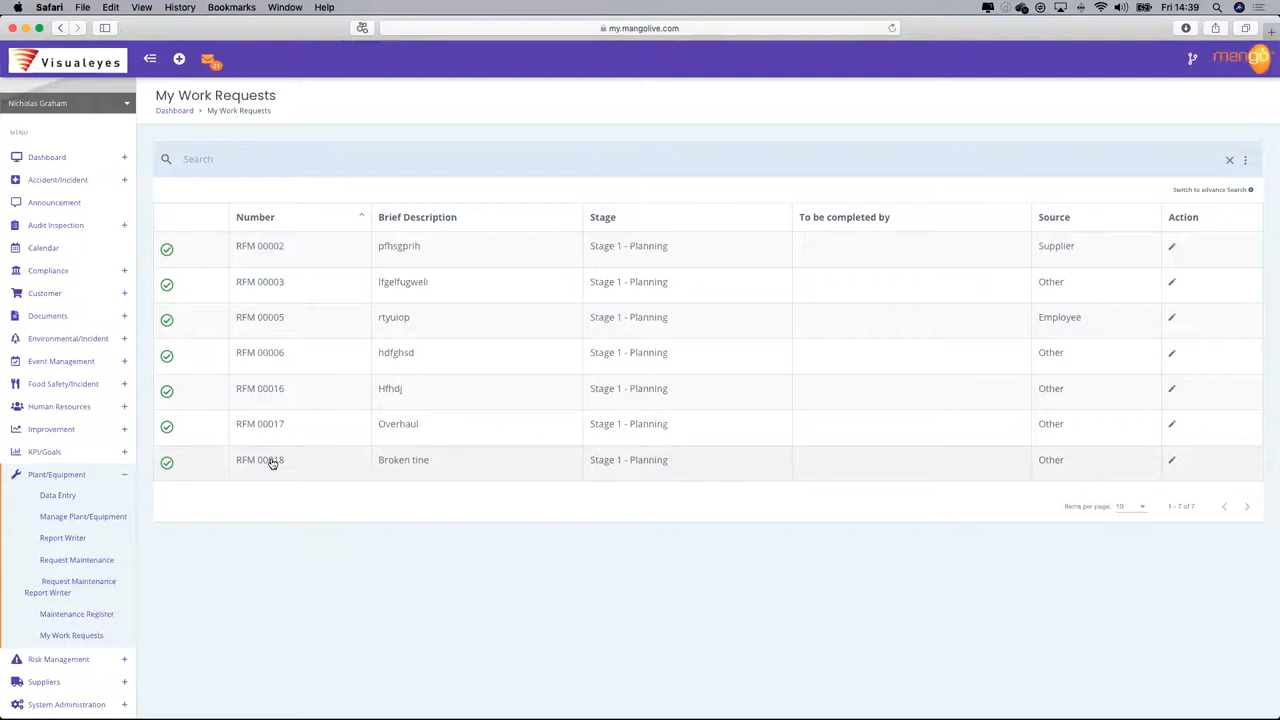 Safari File Edit View History Bookmarks Window Help
Fri 14:39
my.mangolive.com
Visualeyes
21
mango
Nicholas Graham
MENU
Dashboard
Accident/Incident
Announcement
Audit Inspection
Calendar
Compliance
Customer
Documents
Environmental/Incident
Event Management
Food Safety/Incident
Human Resources
Improvement
KPI/Goals
Plant/Equipment
Data Entry
Manage Plant/Equipment
Report Writer
Request Maintenance
Request Maintenance
Report Writer
Maintenance Register
My Work Requests
Risk Management
Suppliers
System Administration
My Work Requests
Dashboard > My Work Requests
Search
Switch to advance Search
Number Brief Description Stage To be completed by Source Action
RFM 00002 pfhsgprih Stage 1 - Planning Supplier
RFM 00003 lfgelfugweli Stage 1 - Planning Other
RFM 00005 rtyuiop Stage 1 - Planning Employee
RFM 00006 hdfghsd Stage 1 - Planning Other
RFM 00016 Hfhdj Stage 1 - Planning Other
RFM 00017 Overhaul Stage 1 - Planning Other
RFM 00018 Broken tine Stage 1 - Planning Other
Items per page: 10 1 - 7 of 7